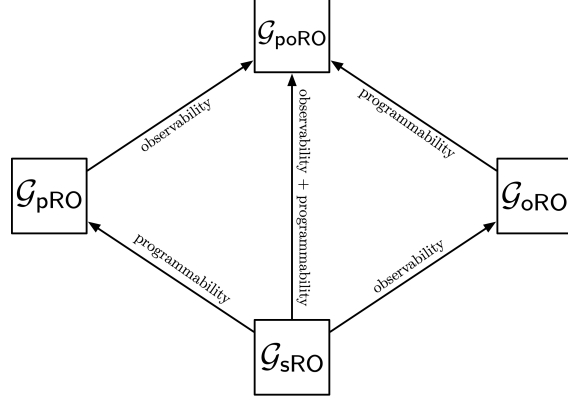 𝒢poRO
observability
observability + programmability
programmability
𝒢pRO
𝒢oRO
programmability
observability
𝒢sRO